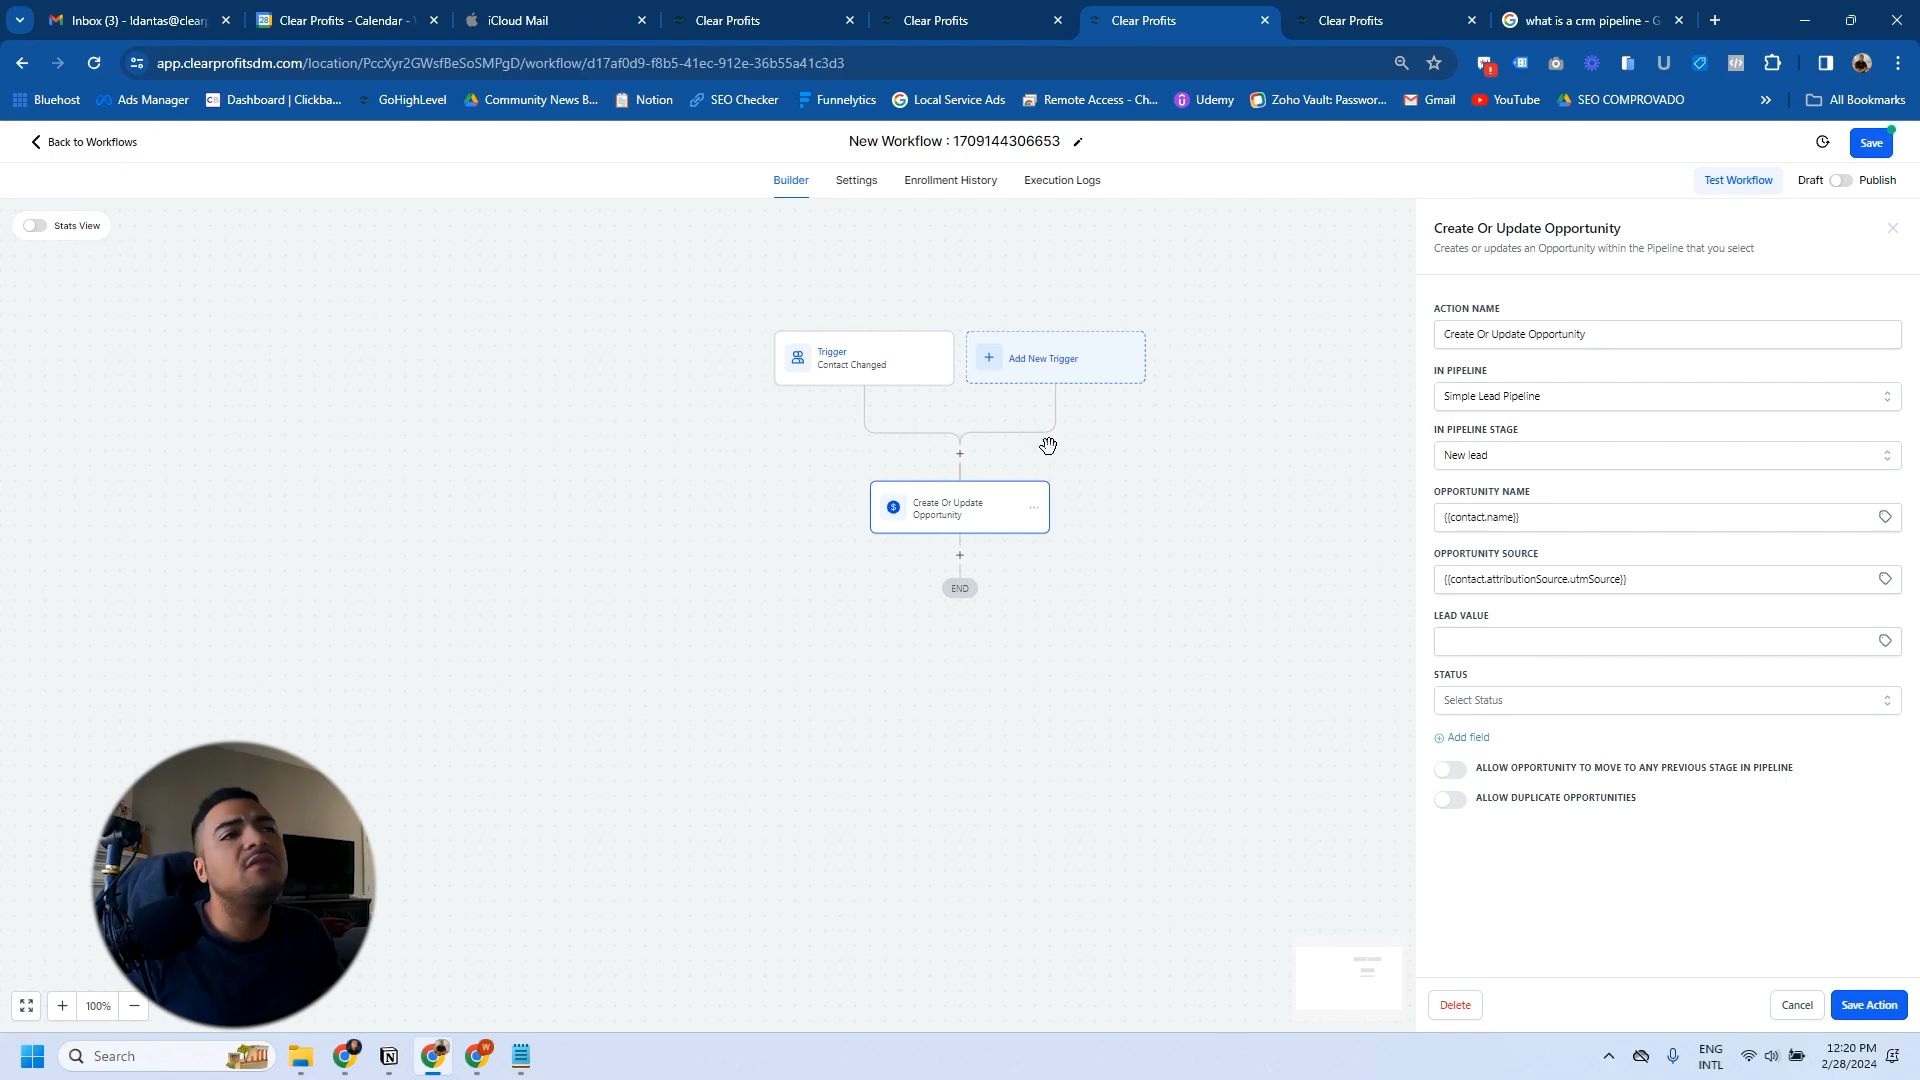 Inbox (3) - ldantas@clearp
Clear Profits - Calendar -
iCloud Mail
Clear Profits
Clear Profits
Clear Profits
Clear Profits
what is a crm pipeline - G
app.clearprofitsdm.com/location/PccXyr2GWsfBeSoSMPgD/workflow/d17af0d9-f8b5-41ec-912e-36b55a41c3d3
Bluehost
Ads Manager
Dashboard | Clickba...
GoHighLevel
Community News B...
Notion
SEO Checker
Funnelytics
Local Service Ads
Remote Access - Ch...
Udemy
Zoho Vault: Passwor...
Gmail
YouTube
SEO COMPROVADO
All Bookmarks
Back to Workflows
New Workflow : 1709144306653
Save
Builder
Settings
Enrollment History
Execution Logs
Test Workflow
Draft
Publish
Stats View
Create Or Update Opportunity
Creates or updates an Opportunity within the Pipeline that you select
Trigger
Contact Changed
Add New Trigger
Create Or Update
Opportunity
END
ACTION NAME
Create Or Update Opportunity
IN PIPELINE
Simple Lead Pipeline
IN PIPELINE STAGE
New lead
OPPORTUNITY NAME
{{contact.name}}
OPPORTUNITY SOURCE
{{contact.attributionSource.utmSource}}
LEAD VALUE
STATUS
Select Status
Add field
ALLOW OPPORTUNITY TO MOVE TO ANY PREVIOUS STAGE IN PIPELINE
ALLOW DUPLICATE OPPORTUNITIES
100%
Delete
Cancel
Save Action
Search
ENG
INTL
12:20 PM
2/28/2024